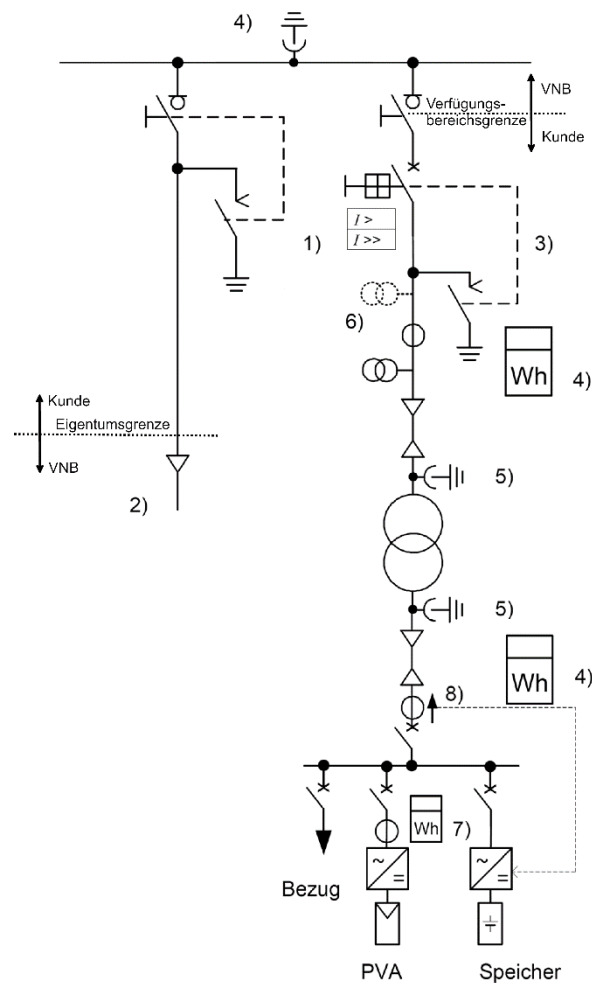 4)
VNB
Verfügungs-
bereichsgrenze
Kunde
I >
I >>
1)
3)
6)
Wh
4)
Kunde
Eigentumsgrenze
VNB
2)
5)
5)
Wh
4)
8)
Wh
7)
~
=
~
=
Bezug
PVA
Speicher